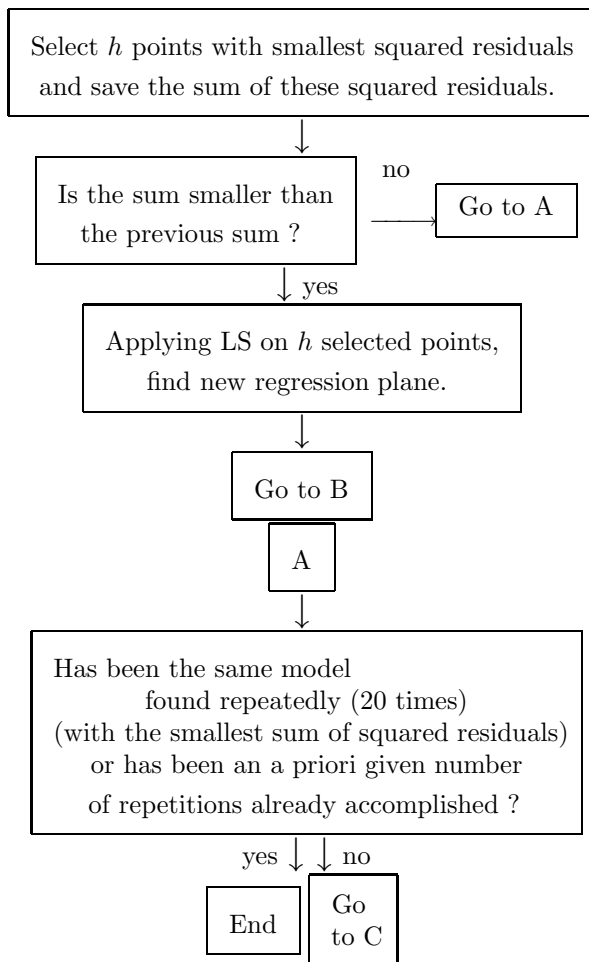 Select h points with smallest squared residuals
and save the sum of these squared residuals.
Is the sum smaller than
the previous sum ?
no
Go to A
yes
Applying LS on h selected points,
find new regression plane.
Go to B
A
Has been the same model
found repeatedly (20 times)
(with the smallest sum of squared residuals)
or has been an a priori given number
of repetitions already accomplished ?
yes
no
End
Go
to C